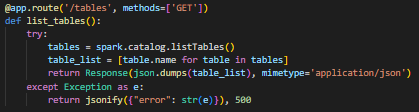 @app.route('/tables', methods=['GET'])
def list_tables():
    try:
        tables = spark.catalog.listTables()
        table_list = [table.name for table in tables]
        return Response(json.dumps(table_list), mimetype='application/json')
    except Exception as e:
        return jsonify({"error": str(e)}), 500